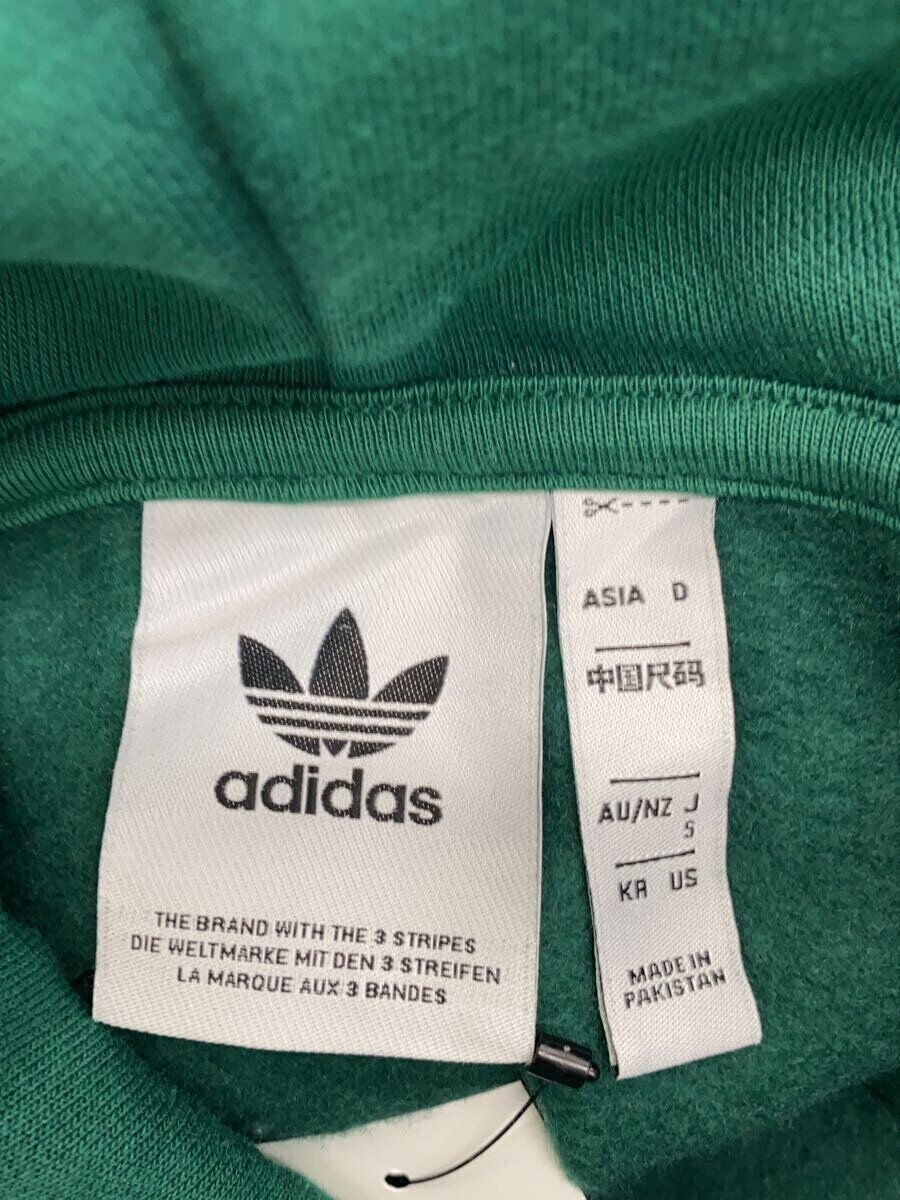 adidas
THE BRAND WITH THE 3 STRIPES
DIE WELTMARKE MIT DEN 3 STREIFEN
LA MARQUE AUX 3 BANDES
ASIA D
中国尺码
AU/NZ J
S
KR US
MADE IN
PAKISTAN